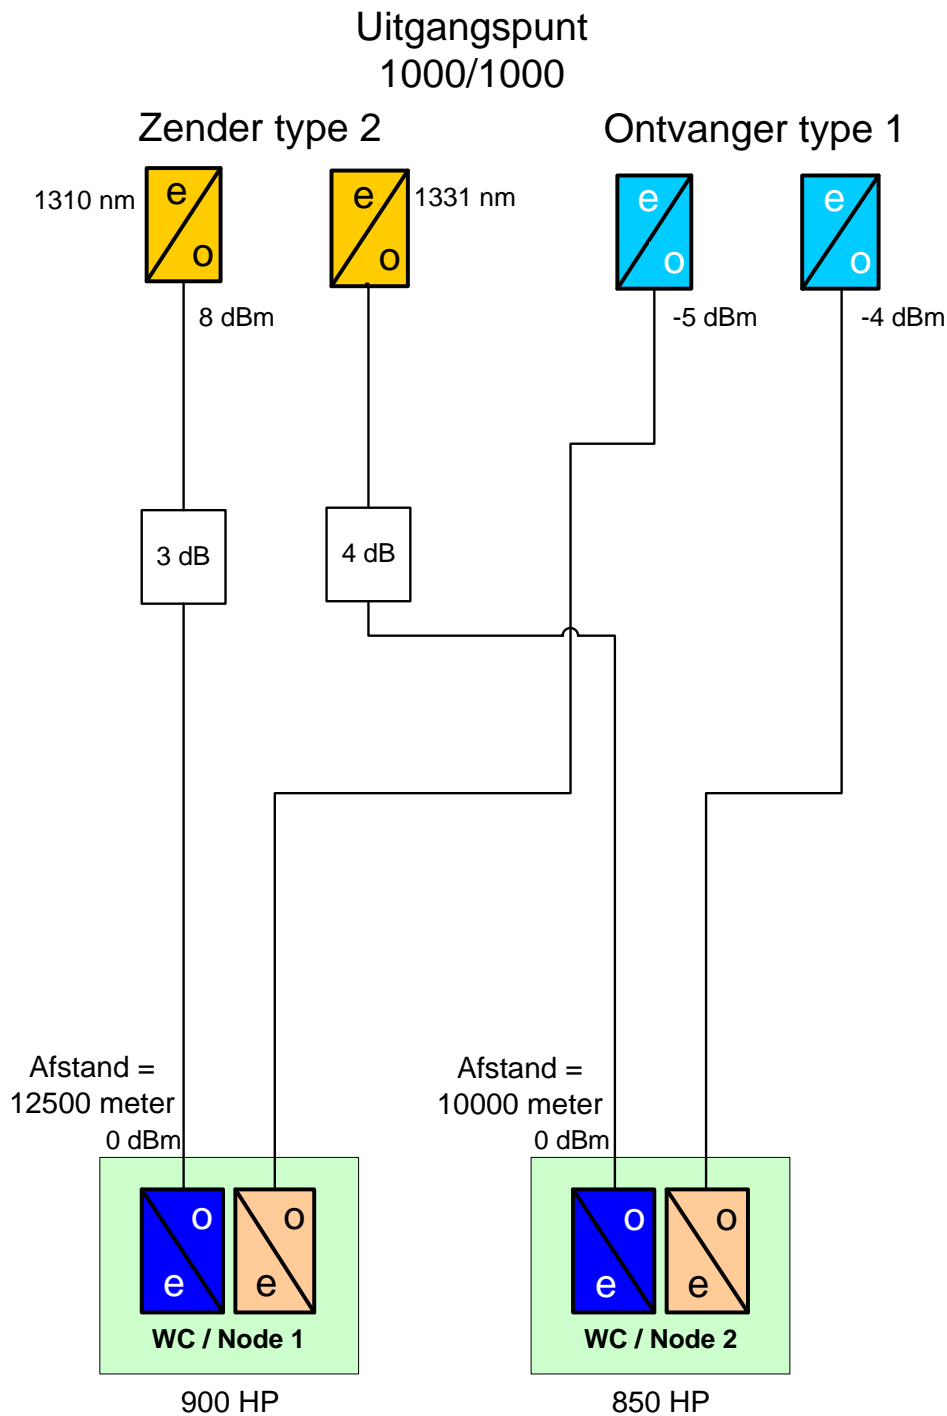 Uitgangspunt
1000/1000
Zender type 2
Ontvanger type 1
1310 nm
e
o
e
o
1331 nm
e
o
e
o
8 dBm
-5 dBm
-4 dBm
3 dB
4 dB
Afstand =
12500 meter
0 dBm
Afstand =
10000 meter
0 dBm
o
e
o
e
o
e
o
e
WC / Node 1
WC / Node 2
900 HP
850 HP